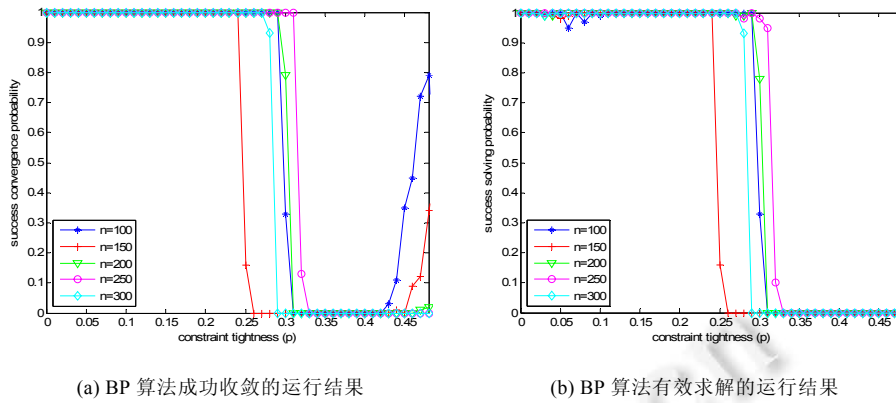 success convergence probability
1
0.9
0.8
0.7
0.6
0.5
0.4
0.3
0.2
0.1
0
n=100
n=150
n=200
n=250
n=300
0 0.05 0.1 0.15 0.2 0.25 0.3 0.35 0.4 0.45
constraint tightness (p)
(a) BP 算法成功收敛的运行结果
success solving probability
1
0.9
0.8
0.7
0.6
0.5
0.4
0.3
0.2
0.1
0
n=100
n=150
n=200
n=250
n=300
0 0.05 0.1 0.15 0.2 0.25 0.3 0.35 0.4 0.45
constraint tightness (p)
(b) BP 算法有效求解的运行结果